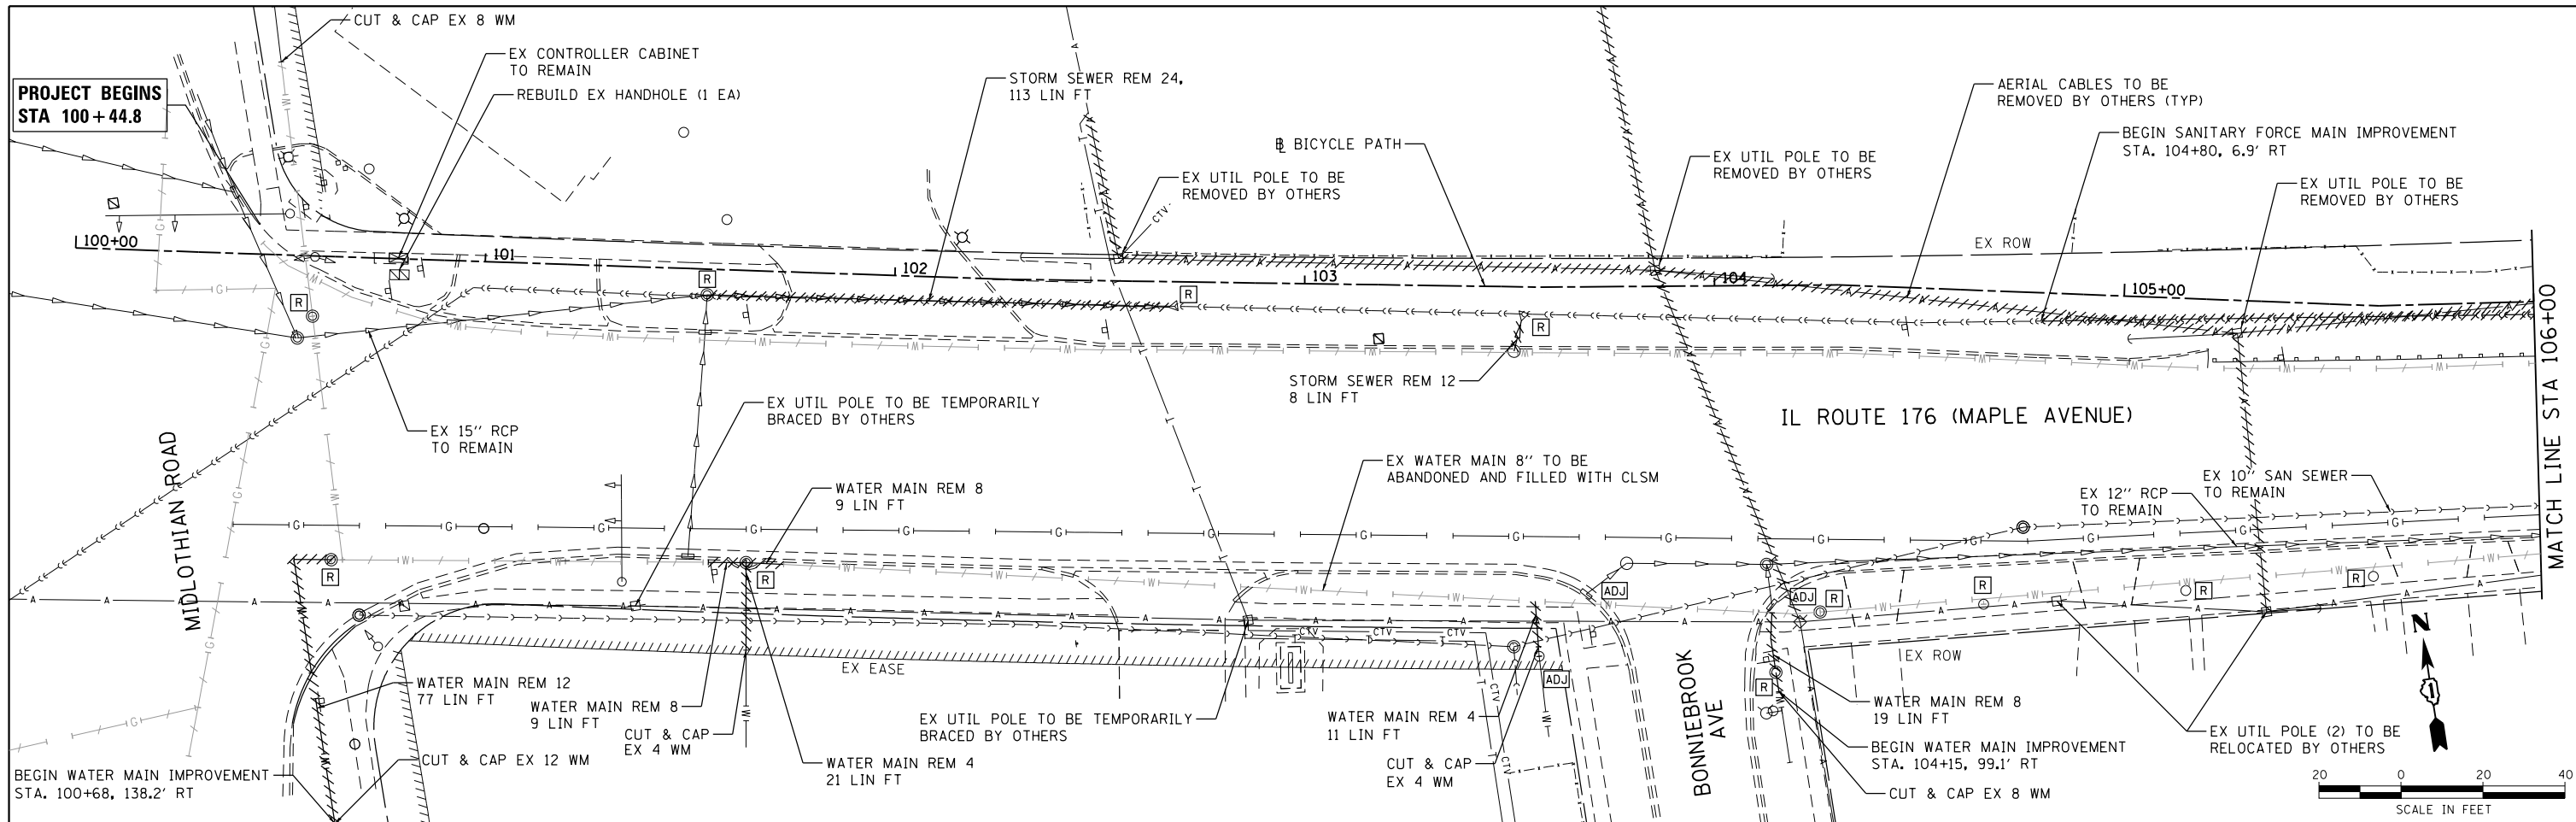 CUT & CAP EX 8 WM
EX CONTROLLER CABINET
TO REMAIN
REBUILD EX HANDHOLE (1 EA)
PROJECT BEGINS
STA 100+44.8
STORM SEWER REM 24,
113 LIN FT
AERIAL CABLES TO BE
REMOVED BY OTHERS (TYP)
BEGIN SANITARY FORCE MAIN IMPROVEMENT
STA. 104+80, 6.9' RT
BICYCLE PATH
EX UTIL POLE TO BE
REMOVED BY OTHERS
EX UTIL POLE TO BE
REMOVED BY OTHERS
EX UTIL POLE TO BE
REMOVED BY OTHERS
CTV
100+00
101
102
103
104
105+00
EX ROW
R
R
R
R
STORM SEWER REM 12
8 LIN FT
EX UTIL POLE TO BE TEMPORARILY
BRACED BY OTHERS
EX 15'' RCP
TO REMAIN
IL ROUTE 176 (MAPLE AVENUE)
MATCH LINE STA 106+00
MIDLOTHIAN ROAD
WATER MAIN REM 8
9 LIN FT
EX WATER MAIN 8'' TO BE
ABANDONED AND FILLED WITH CLSM
EX 10'' SAN SEWER
TO REMAIN
EX 12'' RCP
TO REMAIN
G G G G G G G G G G G G G G G
R
R
ADJ
ADJ
R
R
R
R
A A A A A A A A A A A
CTV CTV CTV
EX EASE
EX ROW
N
1
ADJ
R
WATER MAIN REM 12
77 LIN FT
WATER MAIN REM 8
9 LIN FT
CUT & CAP
EX 4 WM
WATER MAIN REM 4
21 LIN FT
EX UTIL POLE TO BE TEMPORARILY
BRACED BY OTHERS
WATER MAIN REM 4
11 LIN FT
CUT & CAP
EX 4 WM
CTV
CTV
BONNIEBROOK
AVE
WATER MAIN REM 8
19 LIN FT
BEGIN WATER MAIN IMPROVEMENT
STA. 104+15, 99.1' RT
CUT & CAP EX 8 WM
EX UTIL POLE (2) TO BE
RELOCATED BY OTHERS
CUT & CAP EX 12 WM
BEGIN WATER MAIN IMPROVEMENT
STA. 100+68, 138.2' RT
20 0 20 40
SCALE IN FEET